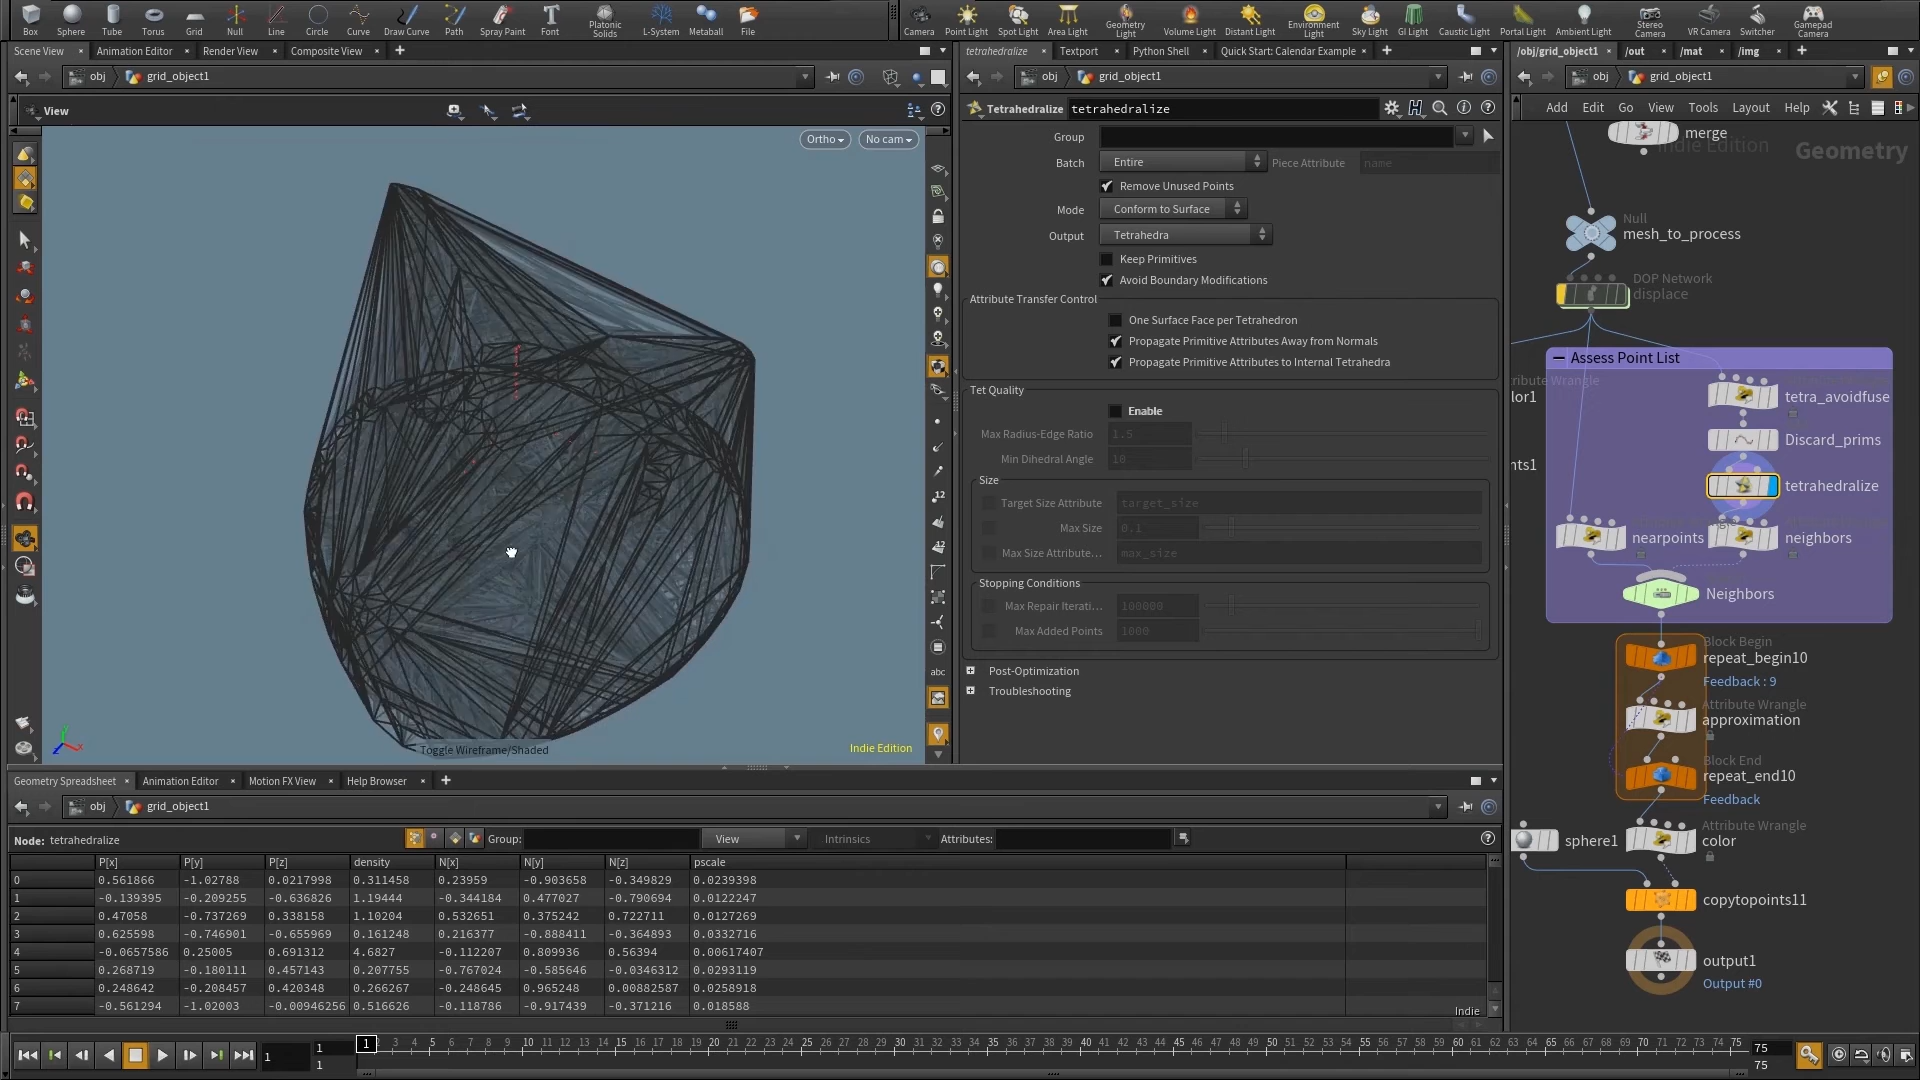 Box Sphere Tube Torus Grid Null Line Circle Curve Draw Curve Path Spray Paint Font Platonic Solids L-System Metaball File
Camera Point Light Spot Light Area Light Geometry Light Volume Light Distant Light Environment Light Sky Light GI Light Caustic Light Portal Light Ambient Light Stereo Camera VR Camera Switcher Gamepad Camera
Scene View Animation Editor Render View Composite View
obj grid_object1
View
Ortho No cam
Toggle Wireframe/Shaded
Indie Edition
tetrahedralize Textport Python Shell Quick Start: Calendar Example
obj grid_object1
Tetrahedralize tetrahedralize
Group
Batch Entire Piece Attribute name
Remove Unused Points
Mode Conform to Surface
Output Tetrahedra
Keep Primitives
Avoid Boundary Modifications
Attribute Transfer Control
One Surface Face per Tetrahedron
Propagate Primitive Attributes Away from Normals
Propagate Primitive Attributes to Internal Tetrahedra
Tet Quality
Enable
Max Radius-Edge Ratio 1.5
Min Dihedral Angle 10
Size
Target Size Attribute target_size
Max Size 0.1
Max Size Attribute... max_size
Stopping Conditions
Max Repair Iterati... 100000
Max Added Points 1000
Post-Optimization
Troubleshooting
/obj/grid_object1 /out /mat /img
obj grid_object1
Add Edit Go View Tools Layout Help
merge
Indie Edition
Geometry
Null
mesh_to_process
DOP Network
displace
Assess Point List
tribute Wrangle
lor1
tetra_avoidfuse
Discard_prims
nts1
tetrahedralize
nearpoints
neighbors
Neighbors
Block Begin
repeat_begin10
Feedback : 9
Attribute Wrangle
approximation
Block End
repeat_end10
Feedback
Attribute Wrangle
sphere1
color
copytopoints11
output1
Output #0
Geometry Spreadsheet Animation Editor Motion FX View Help Browser
obj grid_object1
Node: tetrahedralize Group: View Intrinsics Attributes:
P[x] P[y] P[z] density N[x] N[y] N[z] pscale
0 0.561866 -1.02788 0.0217998 0.311458 0.23959 -0.903658 -0.349829 0.0239398
1 -0.139395 -0.209255 -0.636826 1.19444 -0.344184 0.477027 -0.790694 0.0122247
2 0.47058 -0.737269 0.338158 1.10204 0.532651 0.375242 0.722711 0.0127269
3 0.625598 -0.746901 -0.655969 0.161248 0.216377 -0.888411 -0.364893 0.0332716
4 -0.0657586 0.25005 0.691312 4.6827 -0.112207 0.809936 0.56394 0.00617407
5 0.268719 -0.180111 0.457143 0.207755 -0.767024 -0.585646 -0.0346312 0.0293119
6 0.248642 -0.208457 0.420348 0.266267 -0.248645 0.965248 0.00882587 0.0258918
7 -0.561294 -1.02003 -0.00946256 0.516626 -0.118786 -0.917439 -0.371216 0.018588
Indie
1 1 1 1 75 75